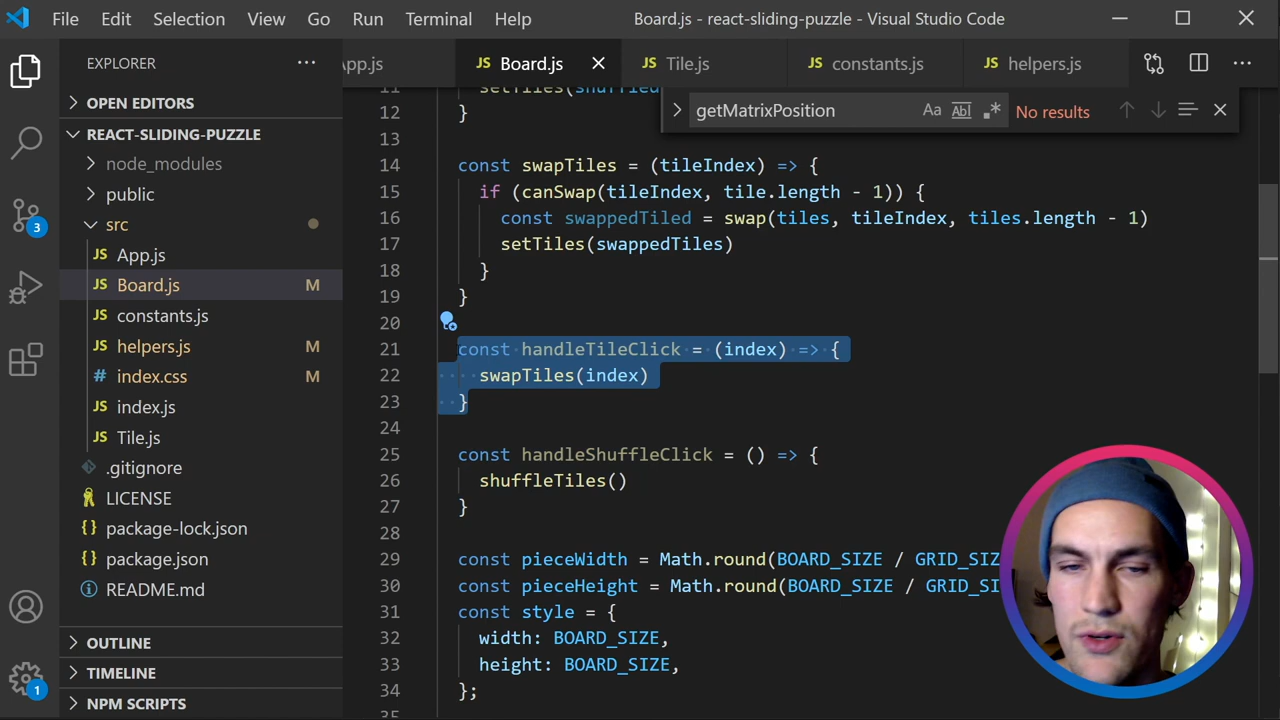 File Edit Selection View Go Run Terminal Help Board.js - react-sliding-puzzle - Visual Studio Code
EXPLORER
App.js
JS Board.js
JS Tile.js
JS constants.js
JS helpers.js
getMatrixPosition
Aa Abl .*
No results
OPEN EDITORS
REACT-SLIDING-PUZZLE
node_modules
public
src
JS App.js
JS Board.js M
JS constants.js
JS helpers.js M
# index.css M
JS index.js
JS Tile.js
.gitignore
LICENSE
{} package-lock.json
{} package.json
README.md
OUTLINE
TIMELINE
NPM SCRIPTS
3
1
11 setTiles(shuffled
12 }
13
14 const swapTiles = (tileIndex) => {
15 if (canSwap(tileIndex, tile.length - 1)) {
16 const swappedTiled = swap(tiles, tileIndex, tiles.length - 1)
17 setTiles(swappedTiles)
18 }
19 }
20
21 const handleTileClick = (index) => {
22 swapTiles(index)
23 }
24
25 const handleShuffleClick = () => {
26 shuffleTiles()
27 }
28
29 const pieceWidth = Math.round(BOARD_SIZE / GRID_SIZ
30 const pieceHeight = Math.round(BOARD_SIZE / GRID_SI
31 const style = {
32 width: BOARD_SIZE,
33 height: BOARD_SIZE,
34 };
35